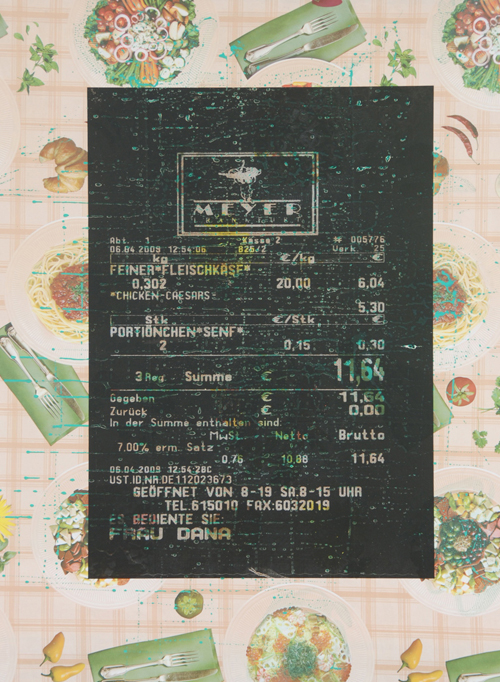 MEYER
FRANKFURT
Abt. 1 Kasse 2 # 005776
06.04.2009 12:54:06 826/2 Verk. 25
kg €/kg €
FEINER*FLEISCHKÄSE*
0,302 20,00 6,04
*CHICKEN-CAESARS-
5,30
Stk €/Stk €
PORTIÖNCHEN*SENF*
2 0,15 0,30
3 Reg Summe € 11,64
Gegeben € 11,64
Zurück € 0,00
In der Summe enthalten sind
MwSt Netto Brutto
7,00% erm. Satz
0,76 10,88 11,64
06.04.2009 12:54:28C
UST.ID.NR.DE112023673
GEÖFFNET VON 8-19 SA.8-15 UHR
TEL.615010 FAX:6032019
ES BEDIENTE SIE:
FRAU DANA